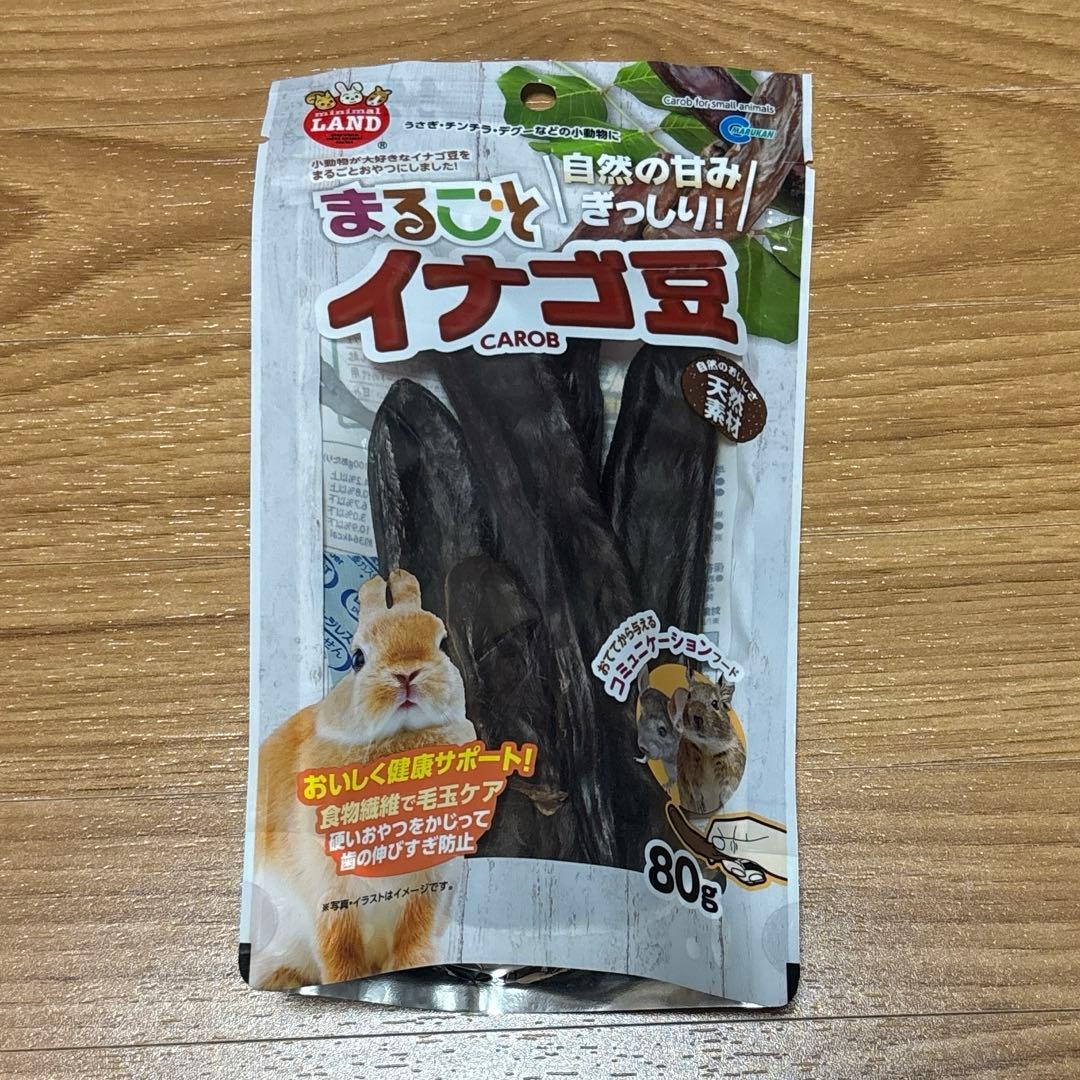 minimal
LAND
®
Carob for small animals
MARUKAN
うさぎ・チンチラ・デグーなどの小動物に
小動物が大好きなイナゴ豆を
まるごとおやつにしました!
自然の甘み
ぎっしり!
まるごと
イナゴ豆
CAROB
自然のおいしさ
天然
素材
おててから与える
コミュニケーションフード
おいしく健康サポート!
食物繊維で毛玉ケア
硬いおやつをかじって
歯の伸びすぎ防止
80g
※写真・イラストはイメージです。